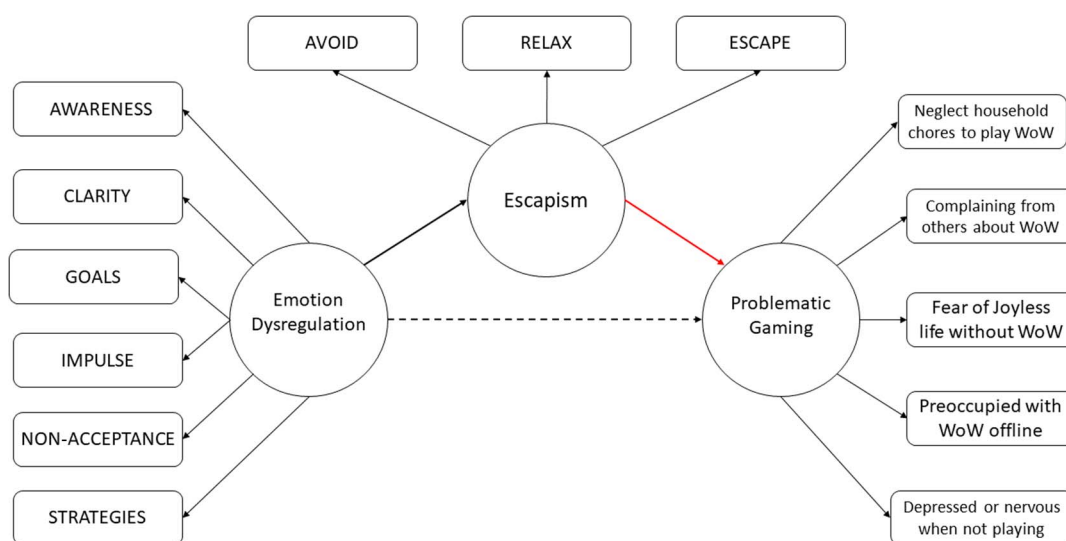 AVOID
RELAX
ESCAPE
AWARENESS
CLARITY
GOALS
IMPULSE
NON-ACCEPTANCE
STRATEGIES
Emotion
Dysregulation
Escapism
Problematic
Gaming
Neglect household
chores to play WoW
Complaining from
others about WoW
Fear of Joyless
life without WoW
Preoccupied with
WoW offline
Depressed or nervous
when not playing